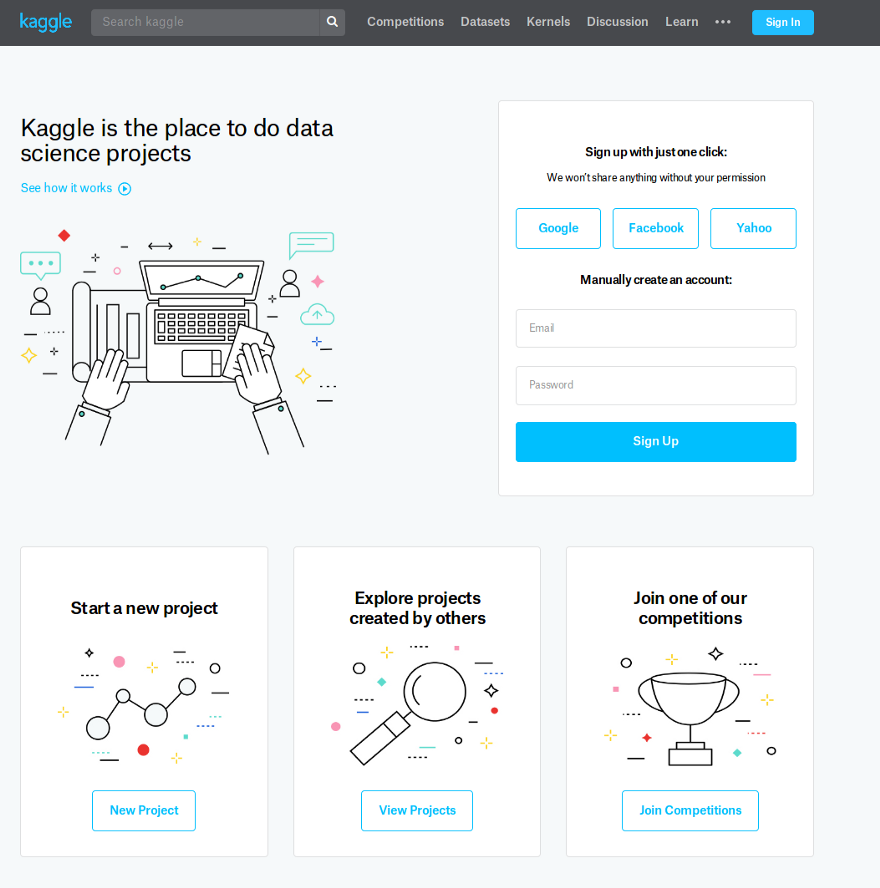 kaggle
Search kaggle
Competitions
Datasets
Kernels
Discussion
Learn
Sign In
Kaggle is the place to do data
science projects
See how it works
Sign up with just one click:
We won't share anything without your permission
Google
Facebook
Yahoo
Manually create an account:
Email
Password
Sign Up
Start a new project
New Project
Explore projects
created by others
View Projects
Join one of our
competitions
Join Competitions